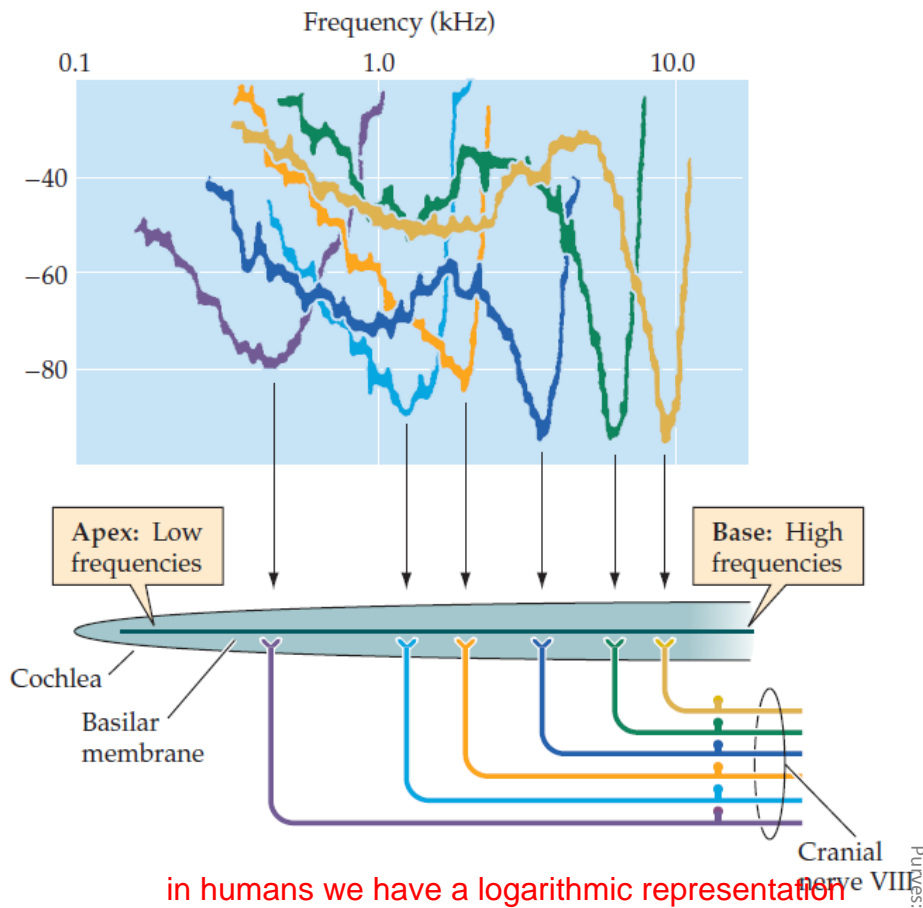 Frequency (kHz)
0.1 1.0 10.0
−40
−60
−80
Apex: Low
frequencies
Base: High
frequencies
Cochlea
Basilar
membrane
Cranial
nerve VIII
in humans we have a logarithmic representation
Purves: